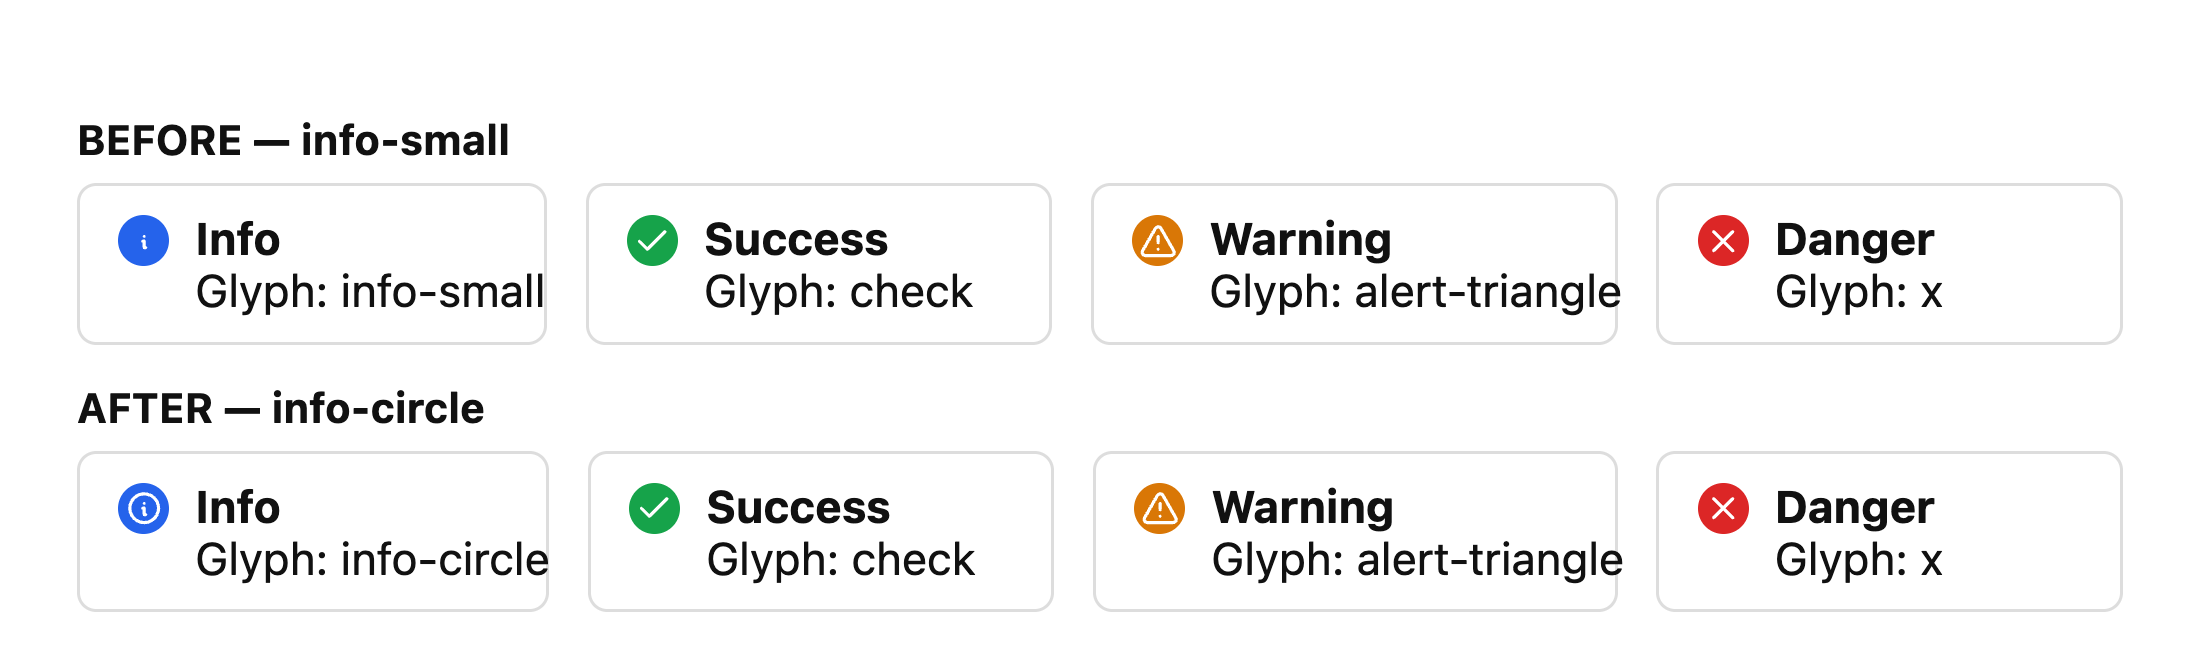 BEFORE — info-small
Info
Glyph: info-small
Success
Glyph: check
Warning
Glyph: alert-triangle
Danger
Glyph: x
AFTER — info-circle
Info
Glyph: info-circle
Success
Glyph: check
Warning
Glyph: alert-triangle
Danger
Glyph: x